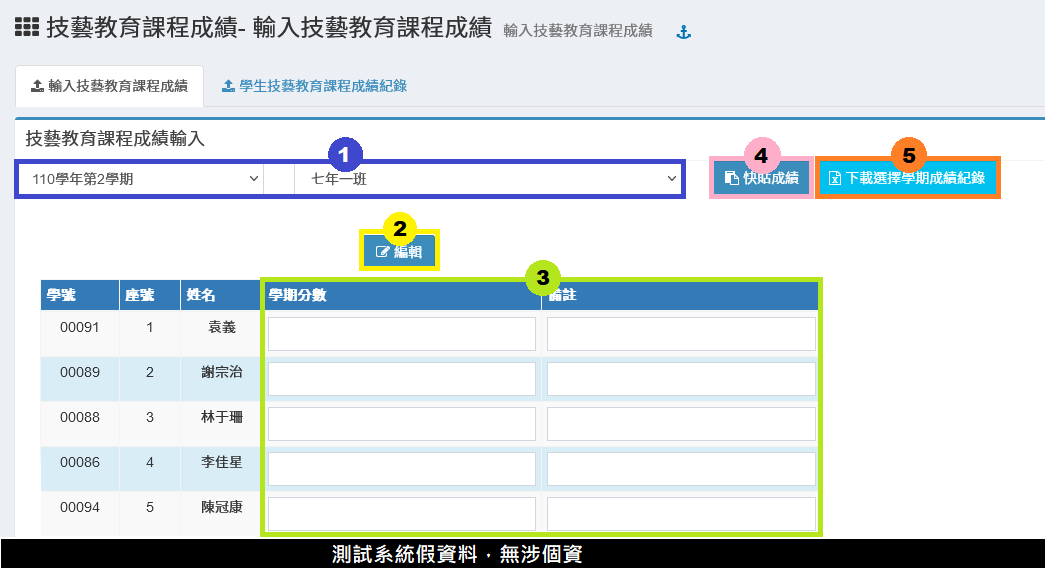 技藝教育課程成績- 輸入技藝教育課程成績 輸入技藝教育課程成績
輸入技藝教育課程成績 學生技藝教育課程成績紀錄
技藝教育課程成績輸入
1 4 5
110學年第2學期 七年一班 快貼成績 下載選擇學期成績紀錄
2
編輯
3
學號 座號 姓名 學期分數 備註
00091 1 袁義
00089 2 謝宗治
00088 3 林于珊
00086 4 李佳星
00094 5 陳冠康
測試系統假資料，無涉個資